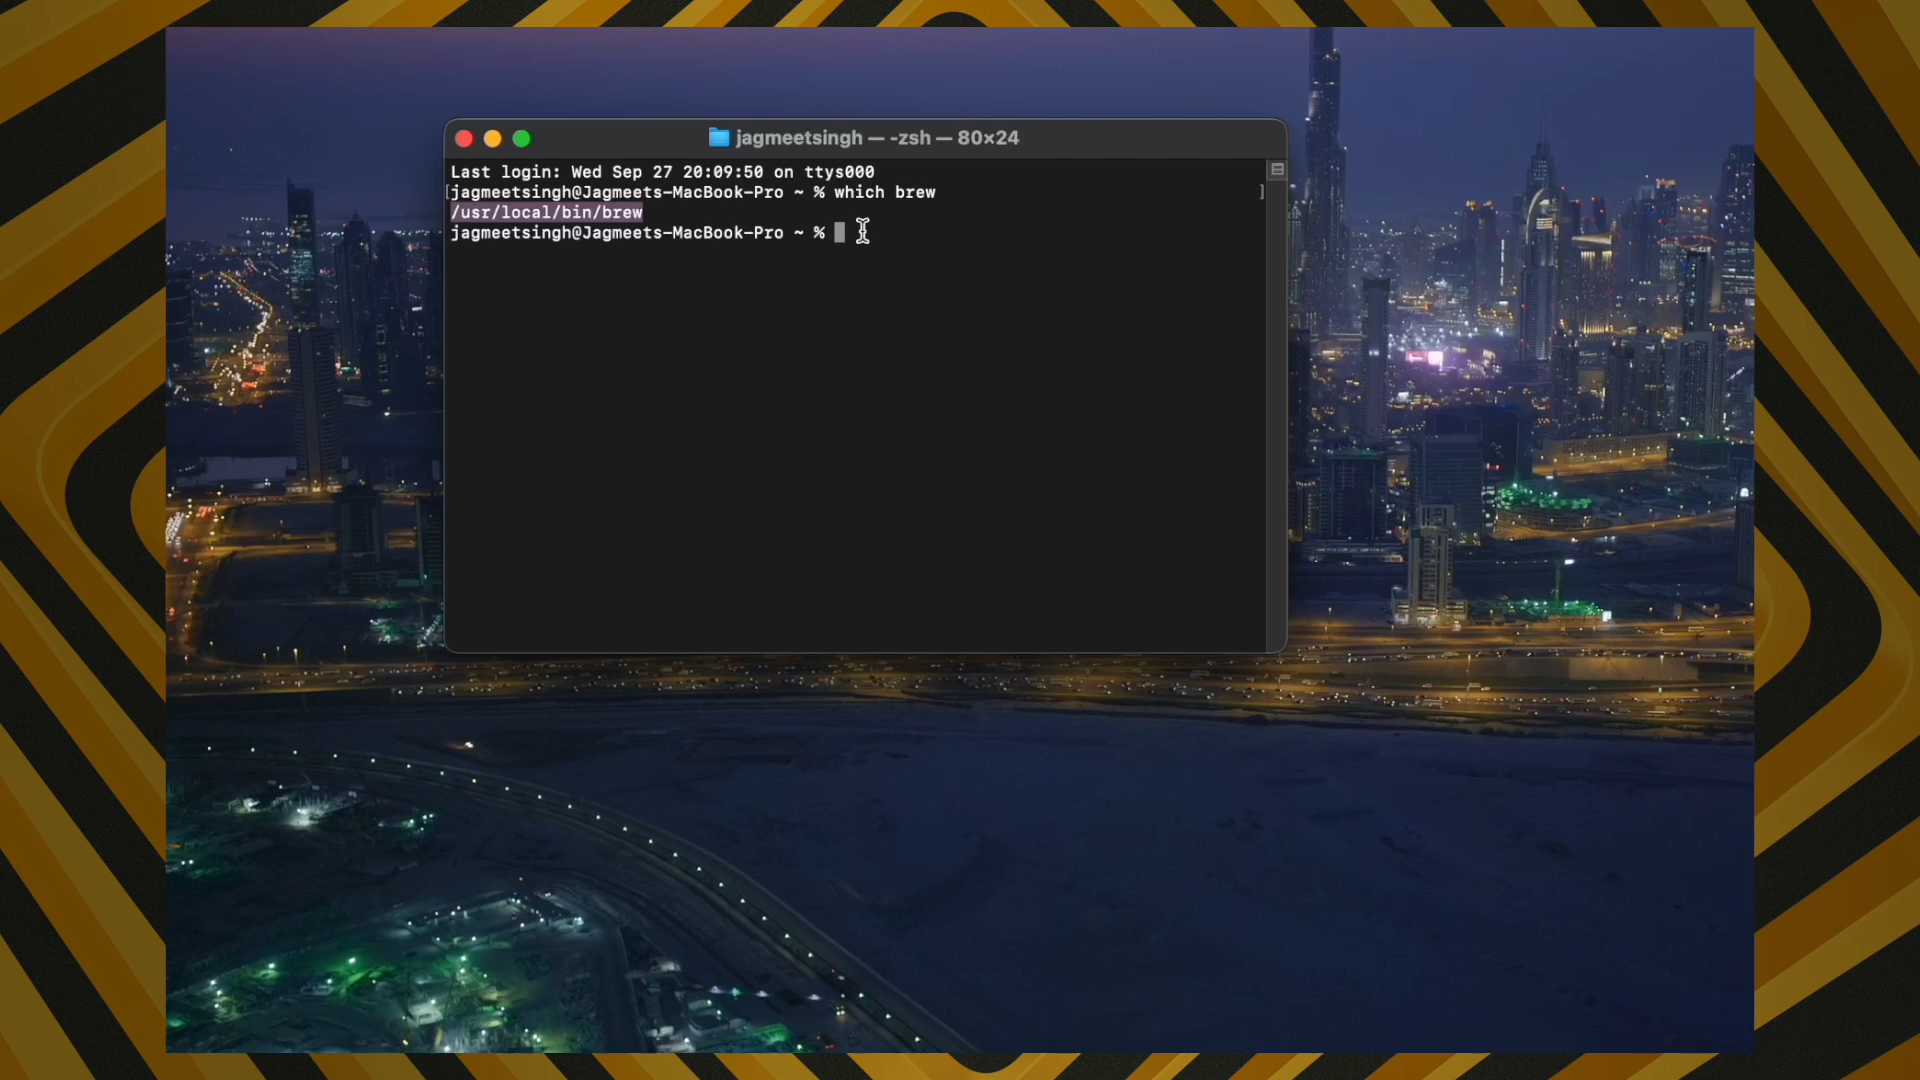 jagmeetsingh — -zsh — 80×24
Last login: Wed Sep 27 20:09:50 on ttys000
[jagmeetsingh@Jagmeets-MacBook-Pro ~ % which brew ]
/usr/local/bin/brew
jagmeetsingh@Jagmeets-MacBook-Pro ~ %